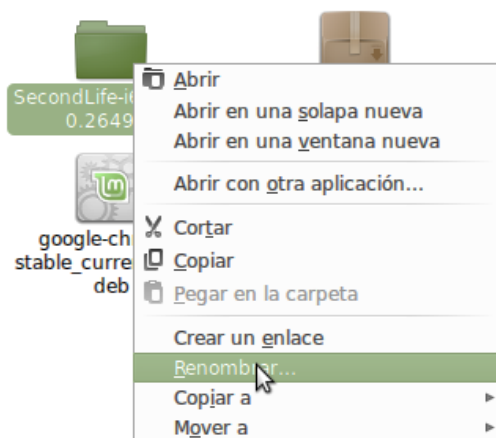 SecondLife-i6
0.2649
google-ch
stable_curre
deb
Abrir
Abrir en una solapa nueva
Abrir en una ventana nueva
Abrir con otra aplicación...
Cortar
Copiar
Pegar en la carpeta
Crear un enlace
Renombrar...
Copiar a
Mover a